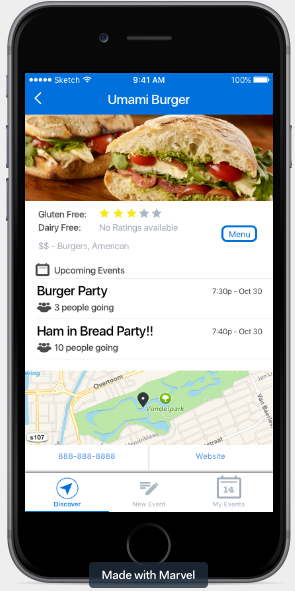 Sketch 9:41 AM 100%
Umami Burger
Gluten Free:
Dairy Free: No Ratings available
Menu
$$ - Burgers, American
Upcoming Events
Burger Party 7:30p - Oct 30
3 people going
Ham in Bread Party!! 7:40p - Oct 30
10 people going
Overtoom
Vondelpark
s107
888-888-8888 Website
14
Discover New Event My Events
Made with Marvel